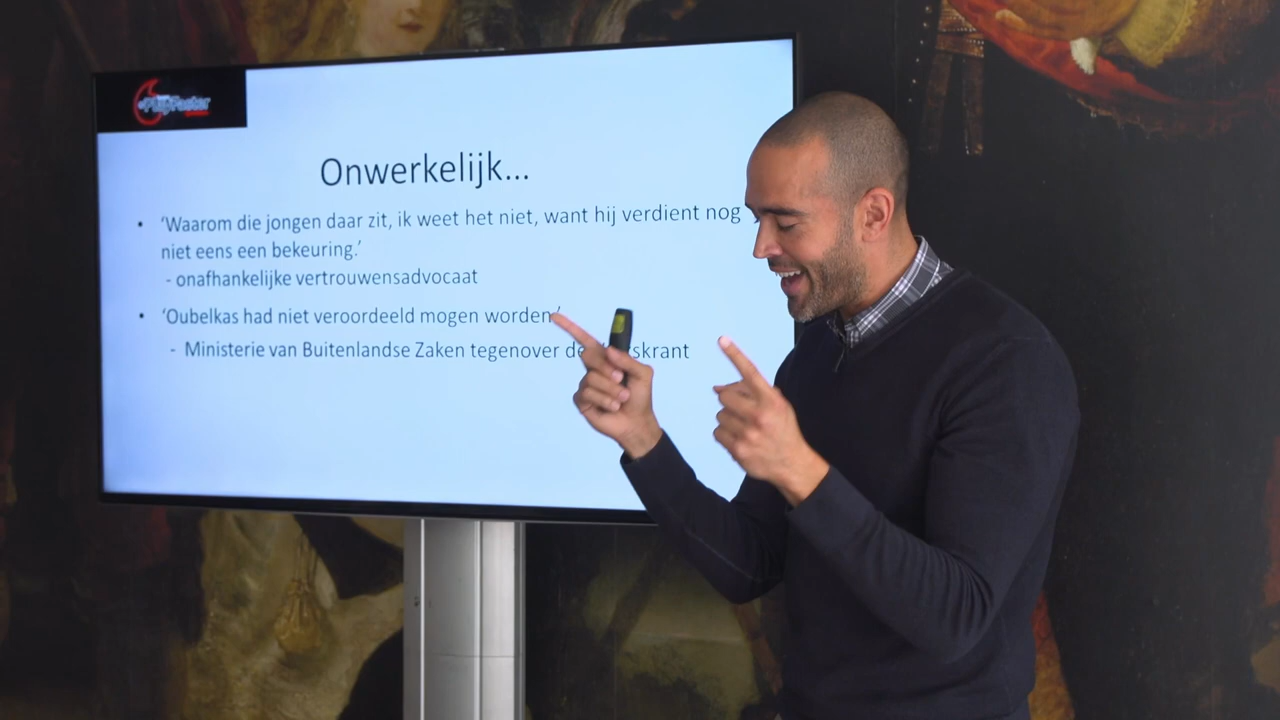 Onwerkelijk...
• ‘Waarom die jongen daar zit, ik weet het niet, want hij verdient nog
niet eens een bekeuring.’
- onafhankelijke vertrouwensadvocaat
• ‘Oubelkas had niet veroordeeld mogen worden’
- Ministerie van Buitenlandse Zaken tegenover